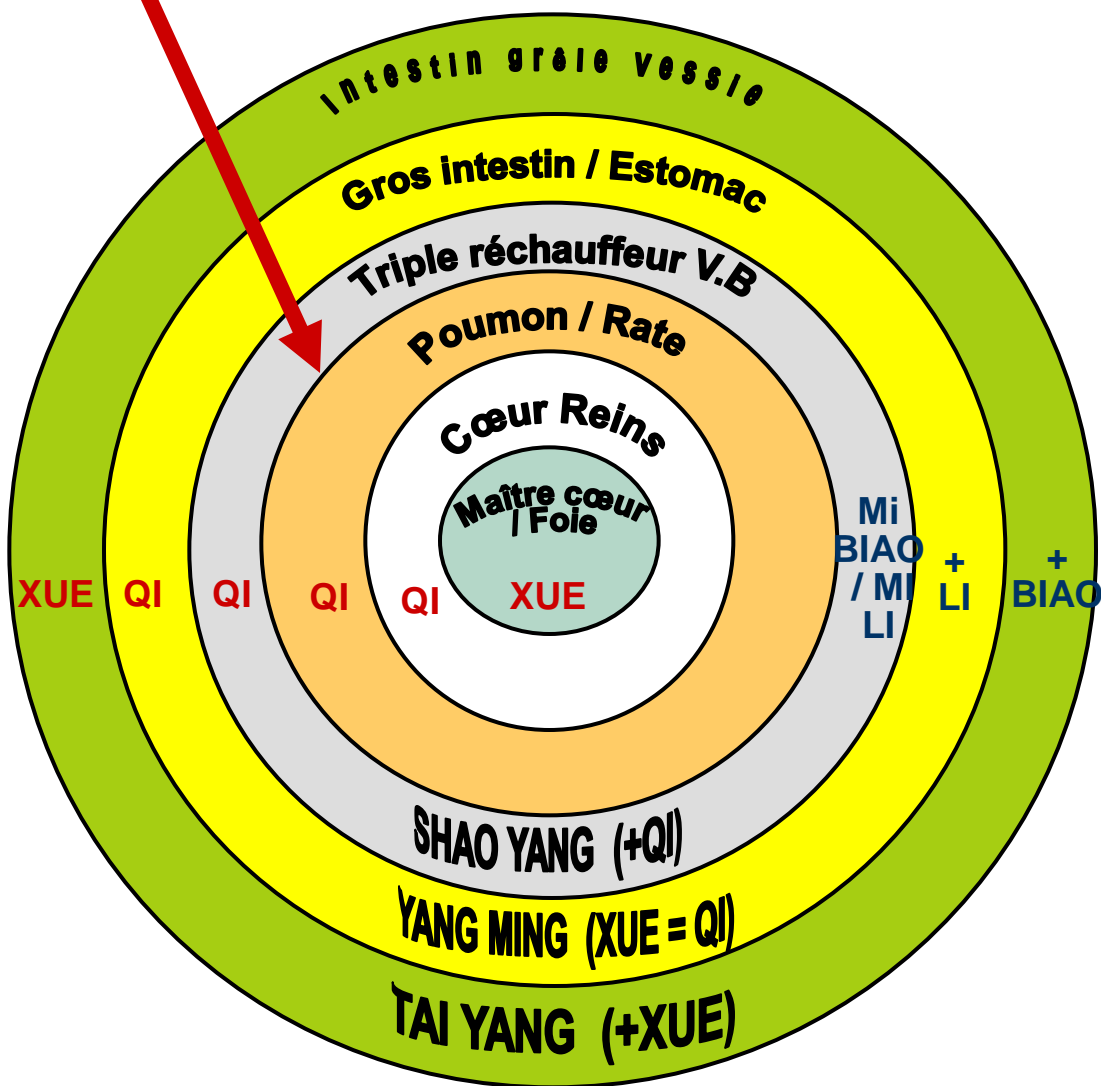 Intestin grêle vessie
Gros intestin / Estomac
Triple réchauffeur V.B
Poumon / Rate
Cœur Reins
Maître cœur
/ Foie
XUE
QI
QI
QI
QI
XUE
Mi
BIAO
/ MI
LI
+
LI
+
BIAO
SHAO YANG (+QI)
YANG MING (XUE = QI)
TAI YANG (+XUE)